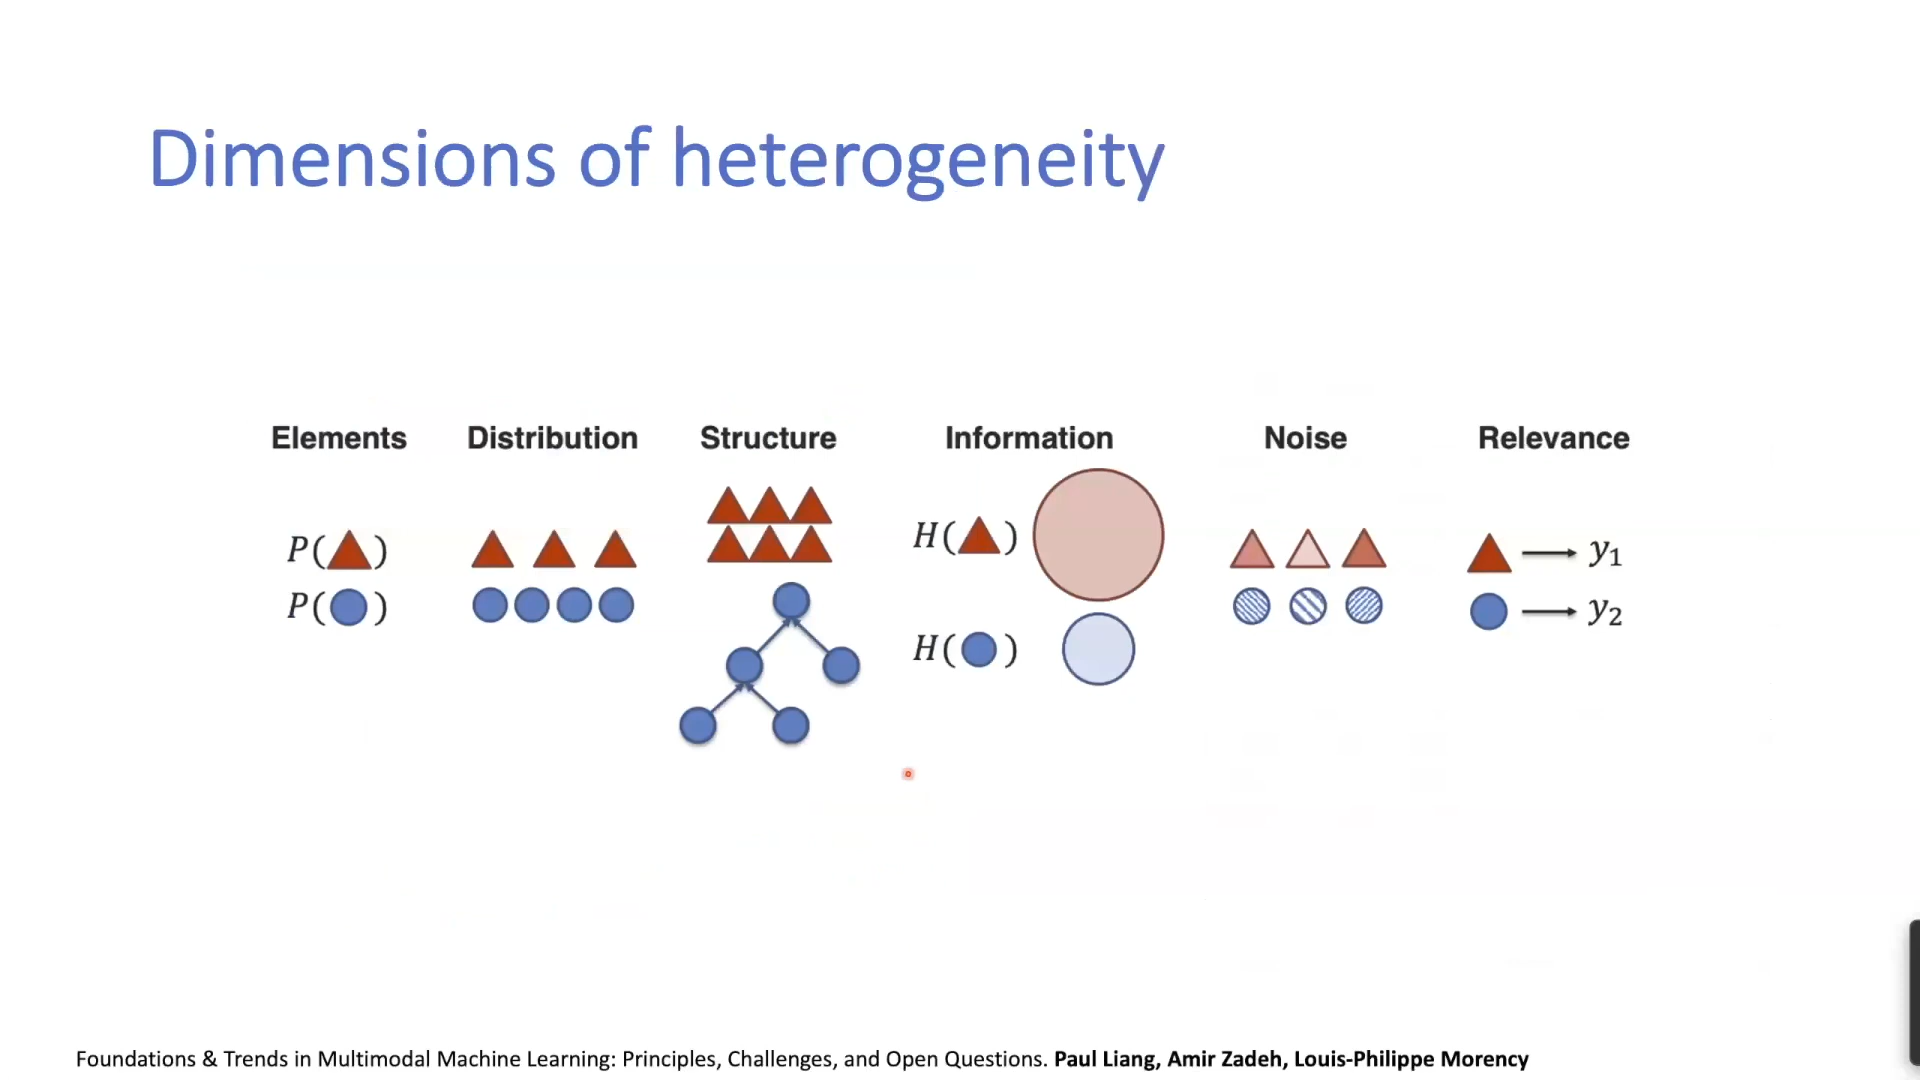 Dimensions of heterogeneity
Elements Distribution Structure Information Noise Relevance
P( )
P( )
H( )
H( )
y₁
y₂
Foundations & Trends in Multimodal Machine Learning: Principles, Challenges, and Open Questions. Paul Liang, Amir Zadeh, Louis-Philippe Morency